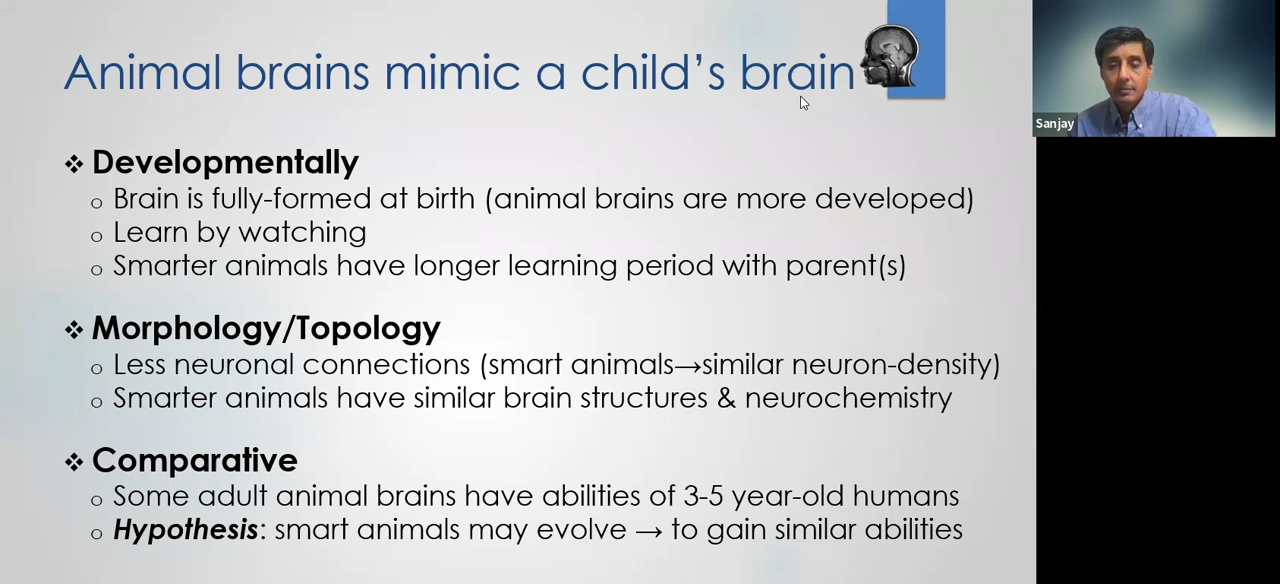 Animal brains mimic a child's brain
Sanjay
❖ Developmentally
o Brain is fully-formed at birth (animal brains are more developed)
o Learn by watching
o Smarter animals have longer learning period with parent(s)
❖ Morphology/Topology
o Less neuronal connections (smart animals→similar neuron-density)
o Smarter animals have similar brain structures & neurochemistry
❖ Comparative
o Some adult animal brains have abilities of 3-5 year-old humans
o Hypothesis: smart animals may evolve → to gain similar abilities